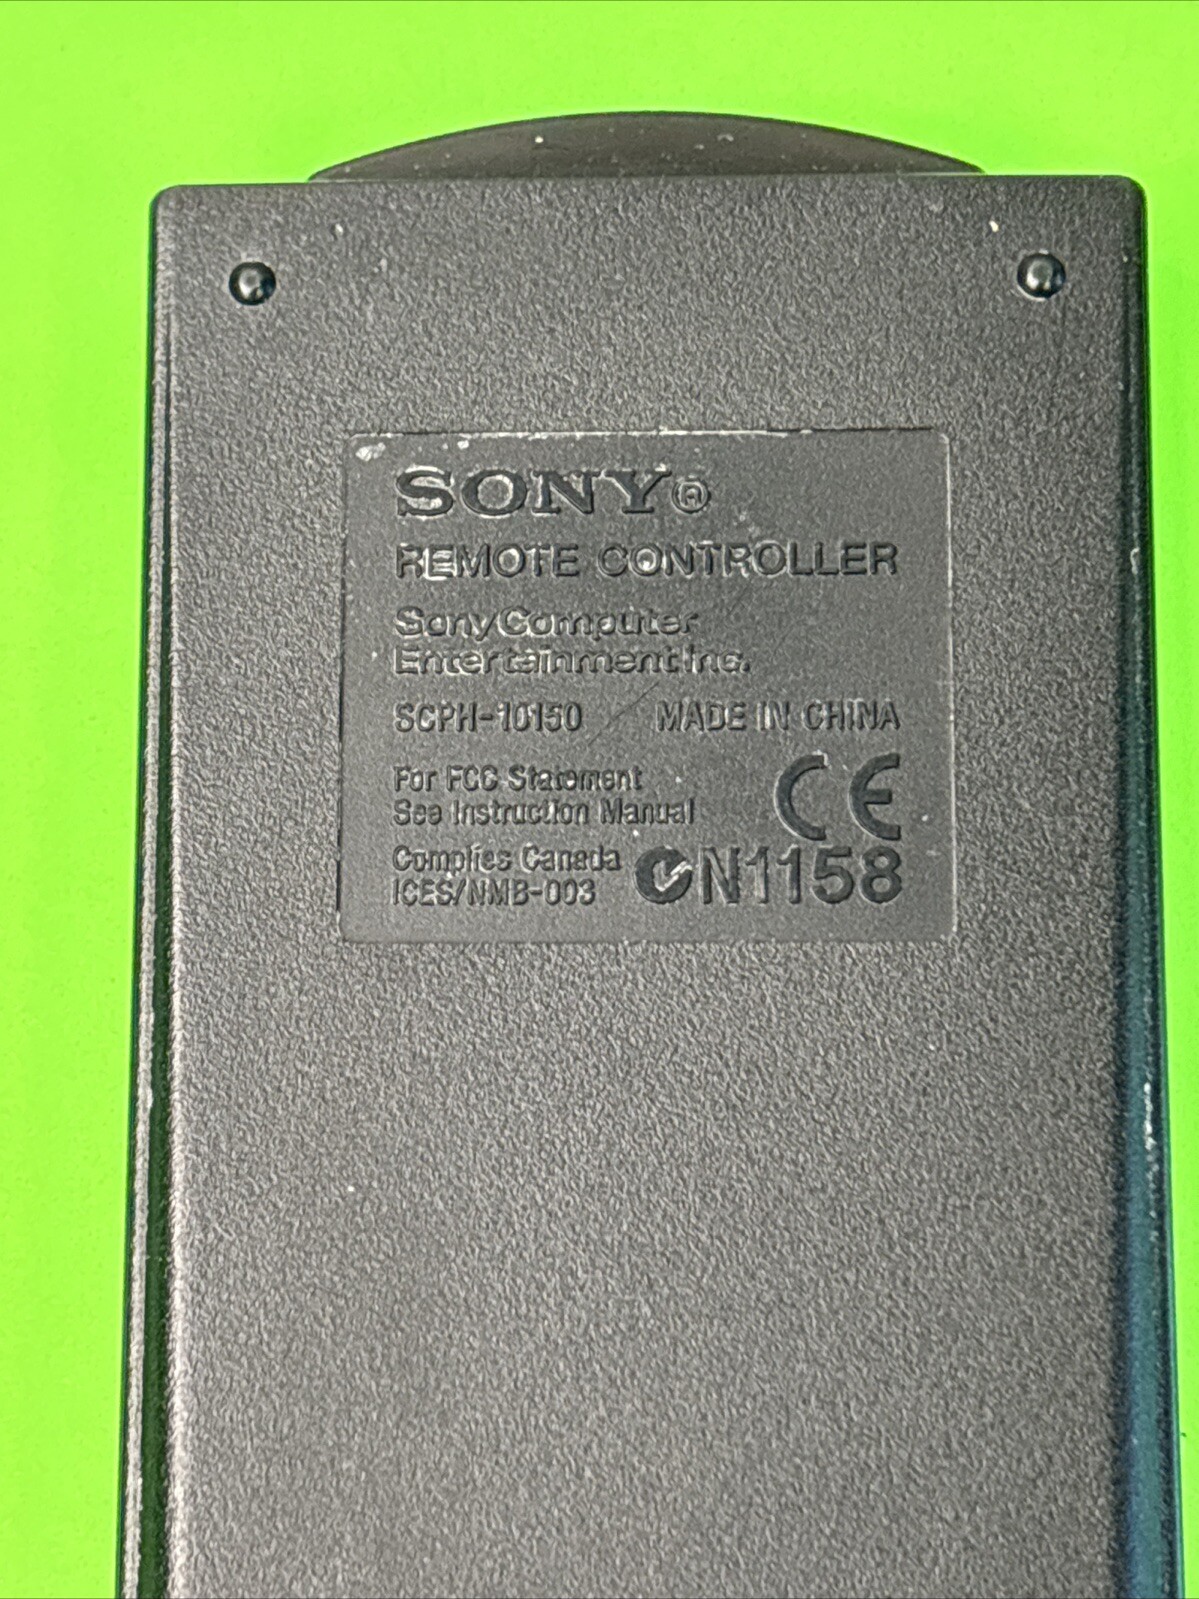 SONY®
REMOTE CONTROLLER
Sony Computer
Entertainment Inc.
SCPH-10150 MADE IN CHINA
For FCC Statement
See Instruction Manual
CE
Complies Canada
ICES/NMB-003
N1158